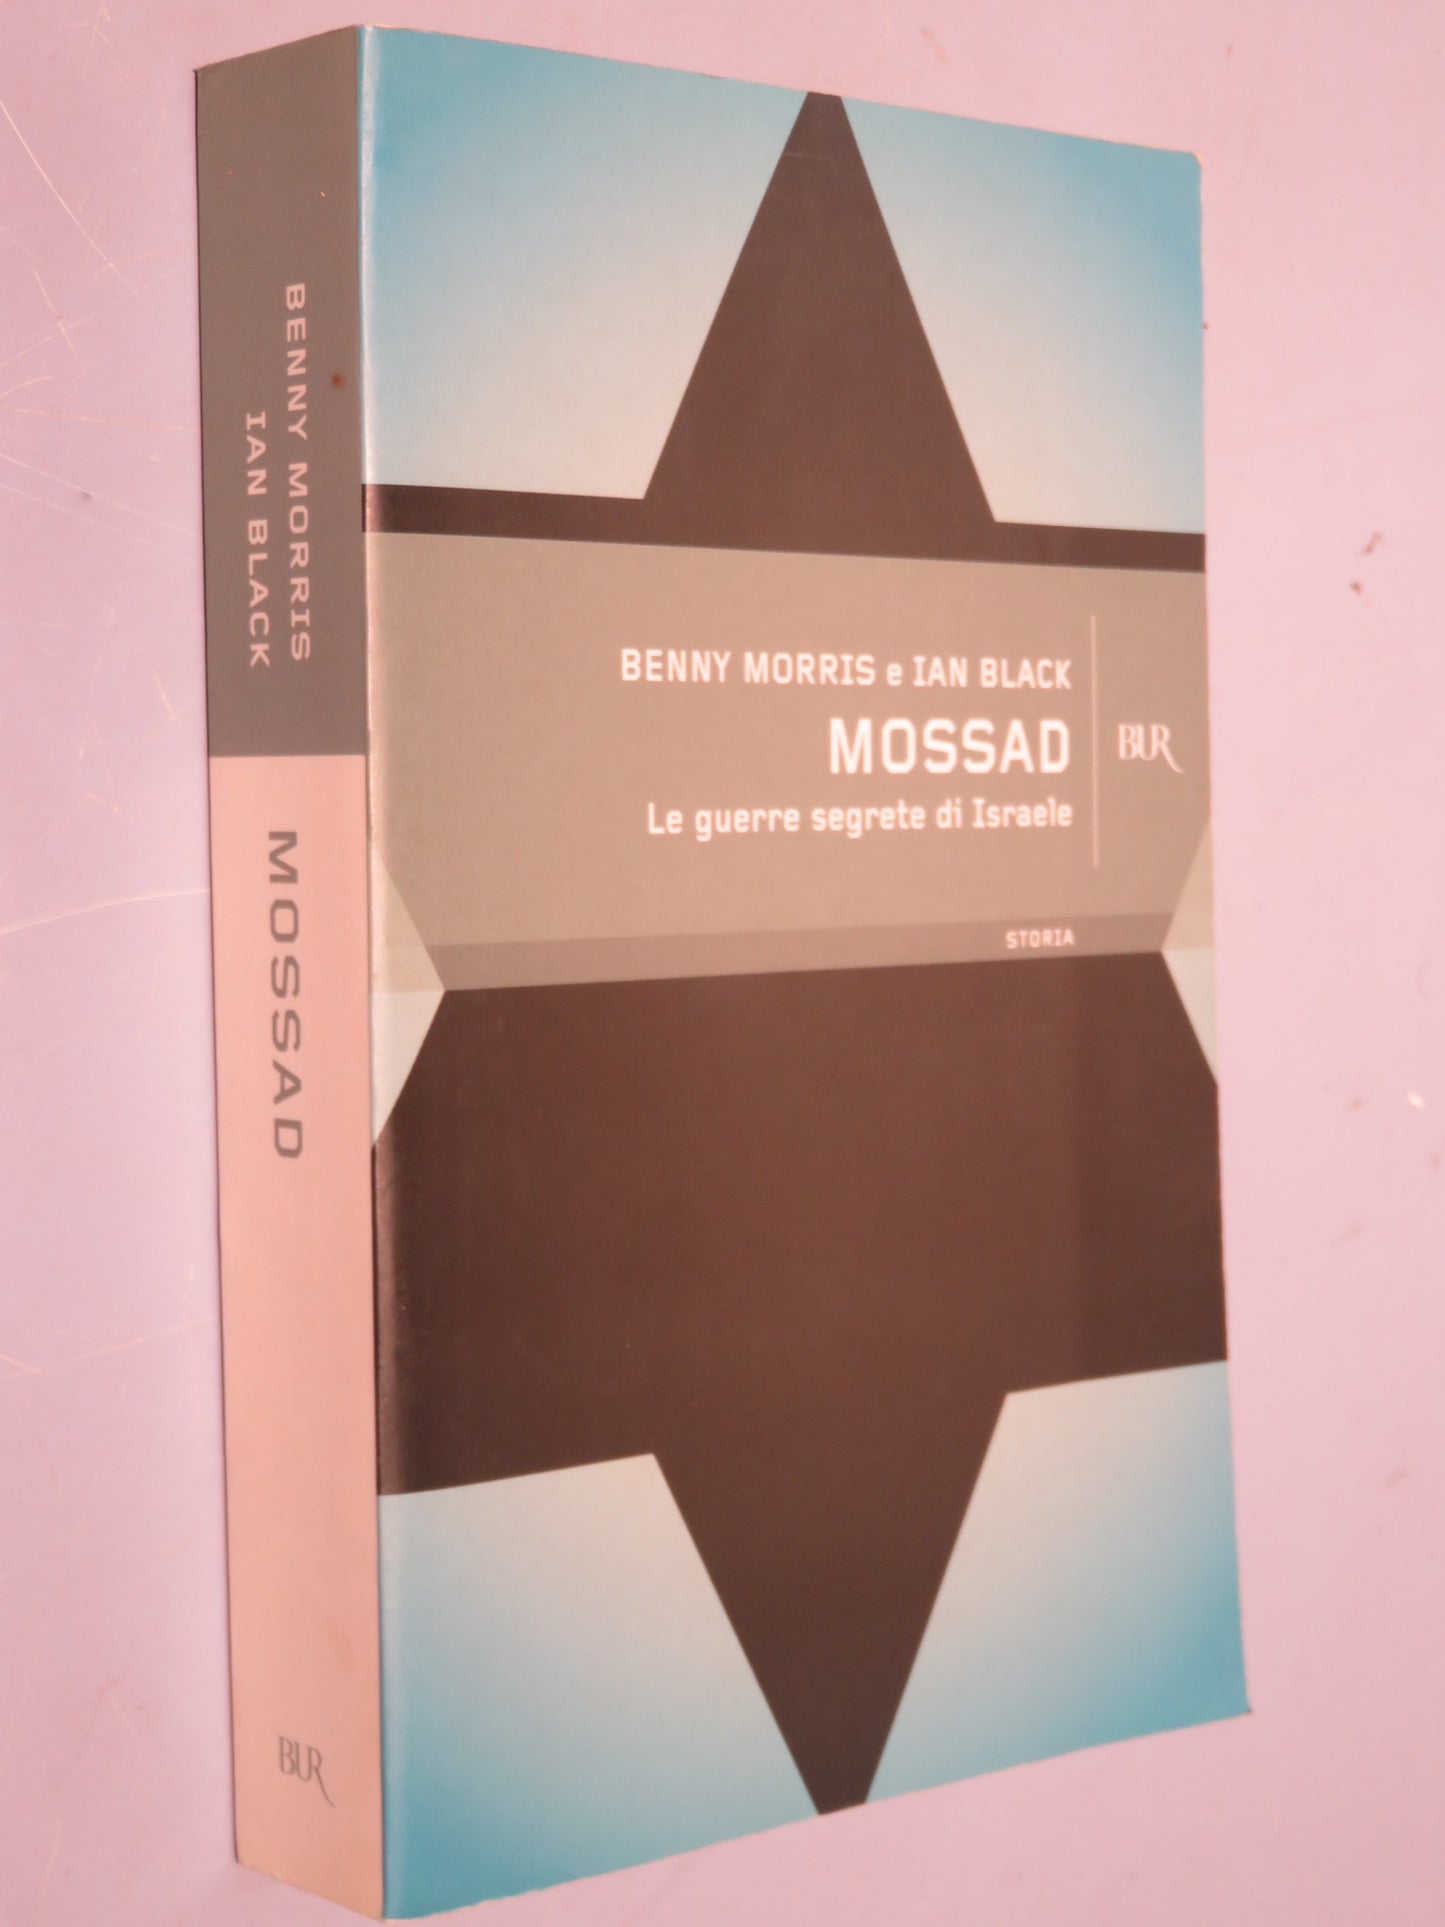 BENNY MORRIS
IAN BLACK
MOSSAD
BUR
BENNY MORRIS e IAN BLACK
MOSSAD
Le guerre segrete di Israele
BUR
STORIA